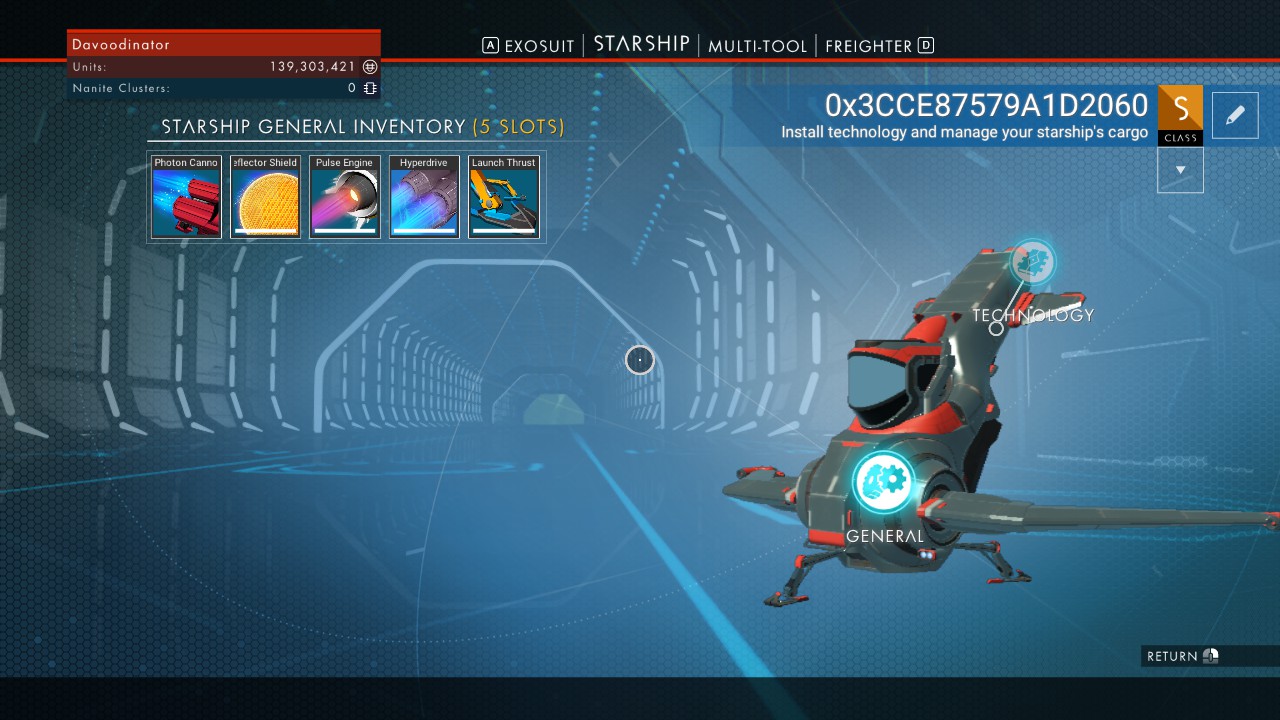 Davoodinator
Units: 139,303,421
Nanite Clusters: 0
A EXOSUIT STARSHIP MULTI-TOOL FREIGHTER D
0x3CCE87579A1D2060
Install technology and manage your starship's cargo
S
CLASS
STARSHIP GENERAL INVENTORY (5 SLOTS)
Photon Canno eflector Shield Pulse Engine Hyperdrive Launch Thrust
TECHNOLOGY
GENERAL
RETURN